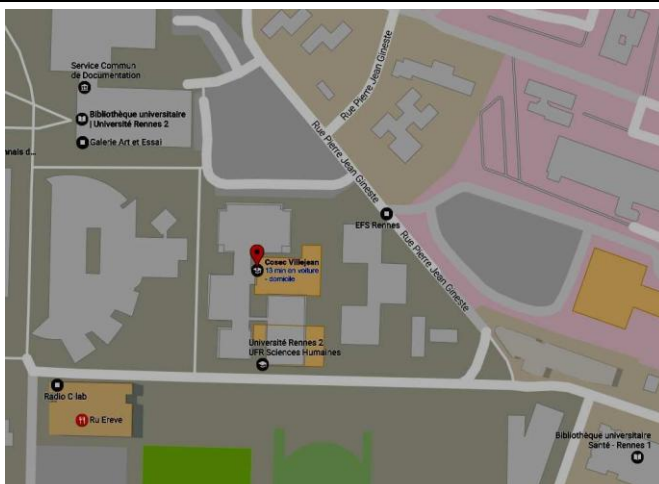 Service Commun
de Documentation
Bibliothèque universitaire
| Université Rennes 2
Galerie Art et Essai
nnais d...
Rue Pierre Jean Gineste
Rue Pierre Jean Gineste
EFS Rennes
Rue Pierre Jean Gineste
Cosec Villejean
13 min en voiture
- domicile
Université Rennes 2
UFR Sciences Humaines
Radio C lab
Ru Ereve
Bibliothèque universitaire
Santé - Rennes 1